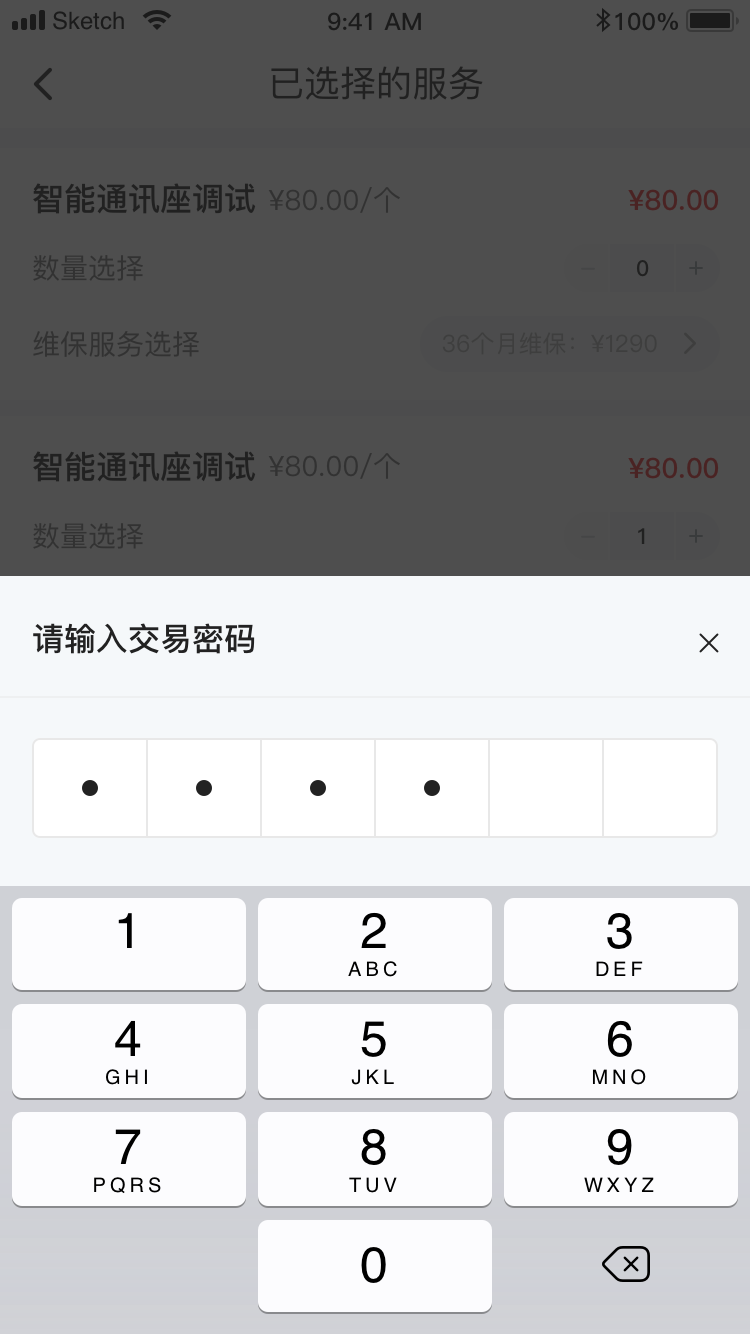 Sketch 9:41 AM 100%
已选择的服务
智能通讯座调试 ¥80.00/个 ¥80.00
数量选择 − 0 +
维保服务选择 36个月维保：¥1290
智能通讯座调试 ¥80.00/个 ¥80.00
数量选择 − 1 +
请输入交易密码
1 2 3
ABC DEF
4 5 6
GHI JKL MNO
7 8 9
PQRS TUV WXYZ
0